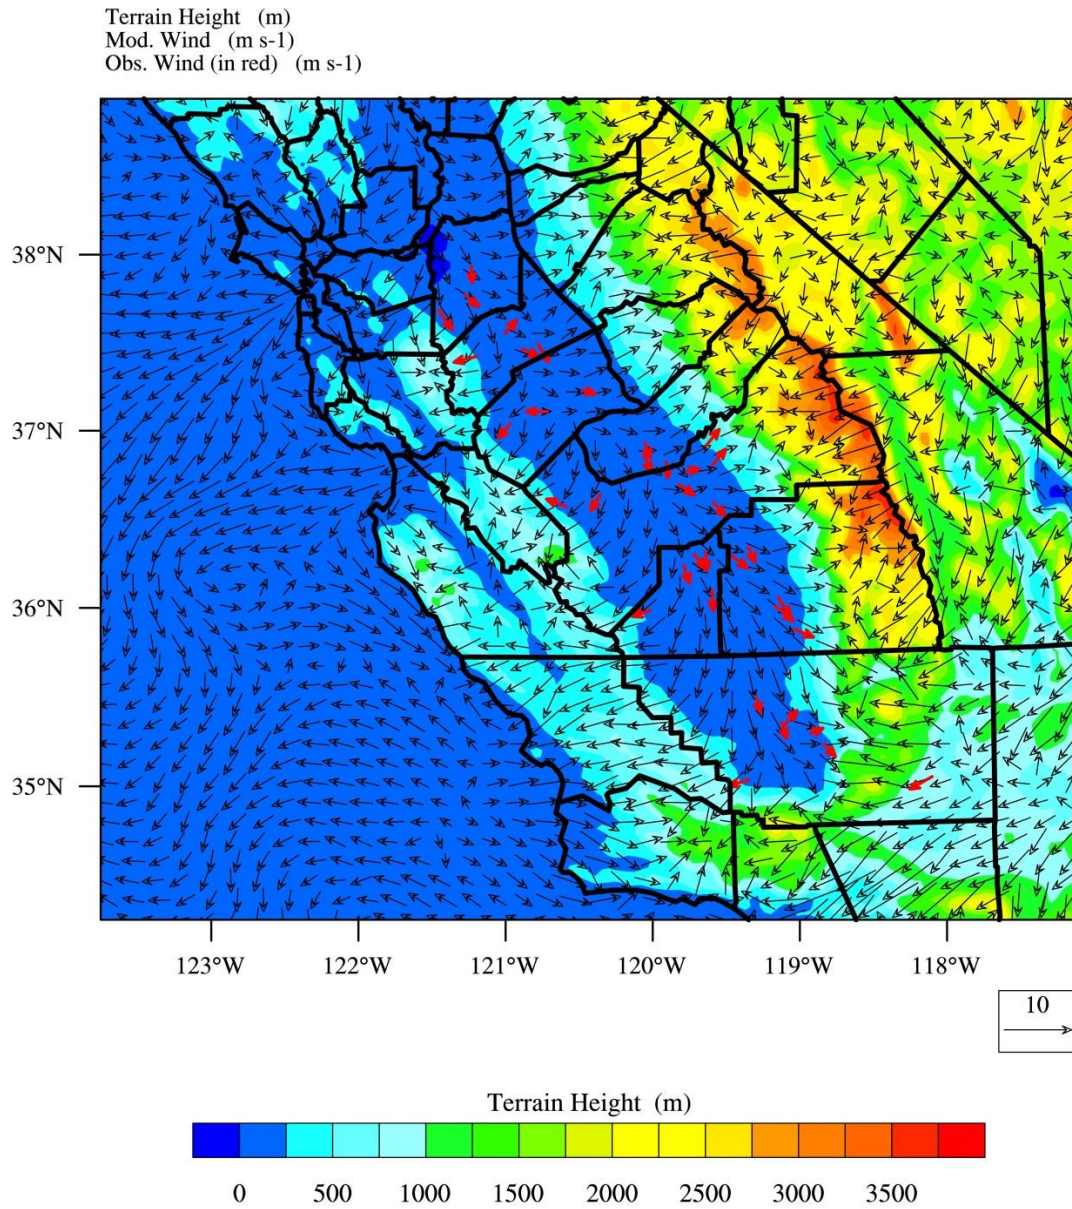 Terrain Height (m)
Mod. Wind (m s-1)
Obs. Wind (in red) (m s-1)
38°N
37°N
36°N
35°N
123°W 122°W 121°W 120°W 119°W 118°W
10
Terrain Height (m)
0 500 1000 1500 2000 2500 3000 3500